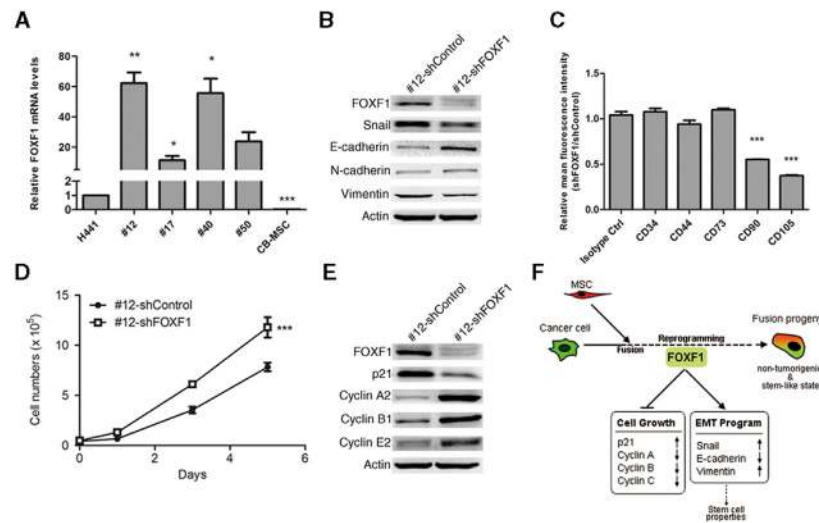 A
Relative FOXF1 mRNA levels
80
60
40
20
2
1
0
**
*
*
***
H441
#12
#17
#40
#50
CB-MSC
B
#12-shControl
#12-shFOXF1
FOXF1
Snail
E-cadherin
N-cadherin
Vimentin
Actin
C
Relative mean fluorescence intensity
(shFOXF1/shControl)
1.5
1.0
0.5
0.0
***
***
Isotype Ctrl
CD34
CD44
CD73
CD90
CD105
D
#12-shControl
#12-shFOXF1
Cell numbers (x 10⁵)
15
10
5
0
***
0
2
4
6
Days
E
#12-shControl
#12-shFOXF1
FOXF1
p21
Cyclin A2
Cyclin B1
Cyclin E2
Actin
F
MSC
Cancer cell
Fusion
Reprogramming
FOXF1
Fusion progeny
non-tumorigenic
&
stem-like state
Cell Growth
p21 ↑
Cyclin A ↓
Cyclin B ↓
Cyclin C ↓
EMT Program
Snail ↑
E-cadherin ↓
Vimentin ↑
Stem cell
properties